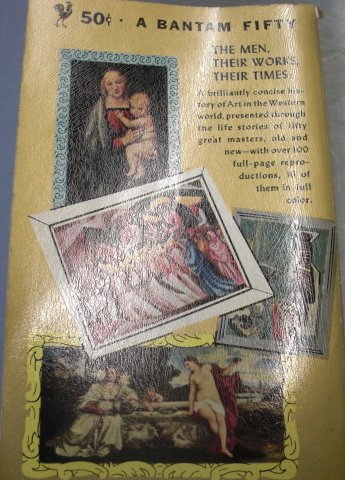 50¢ · A BANTAM FIFTY
THE MEN,
THEIR WORKS,
THEIR TIMES:
A brilliantly concise his-
tory of Art in the Western
world, presented through
the life stories of fifty
great masters, old and
new—with over 100
full-page repro-
ductions, of
them in full
color.